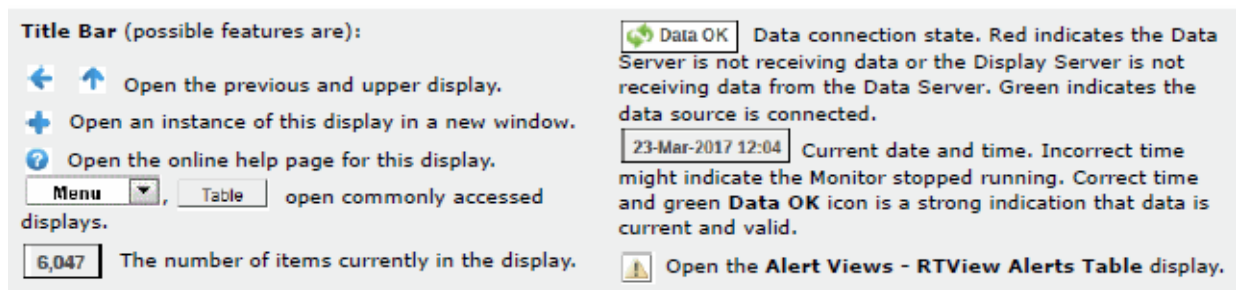 Title Bar (possible features are):
Open the previous and upper display.
Open an instance of this display in a new window.
Open the online help page for this display.
Menu , Table open commonly accessed
displays.
6,047 The number of items currently in the display.
Data OK Data connection state. Red indicates the Data
Server is not receiving data or the Display Server is not
receiving data from the Data Server. Green indicates the
data source is connected.
23-Mar-2017 12:04 Current date and time. Incorrect time
might indicate the Monitor stopped running. Correct time
and green Data OK icon is a strong indication that data is
current and valid.
Open the Alert Views - RTView Alerts Table display.